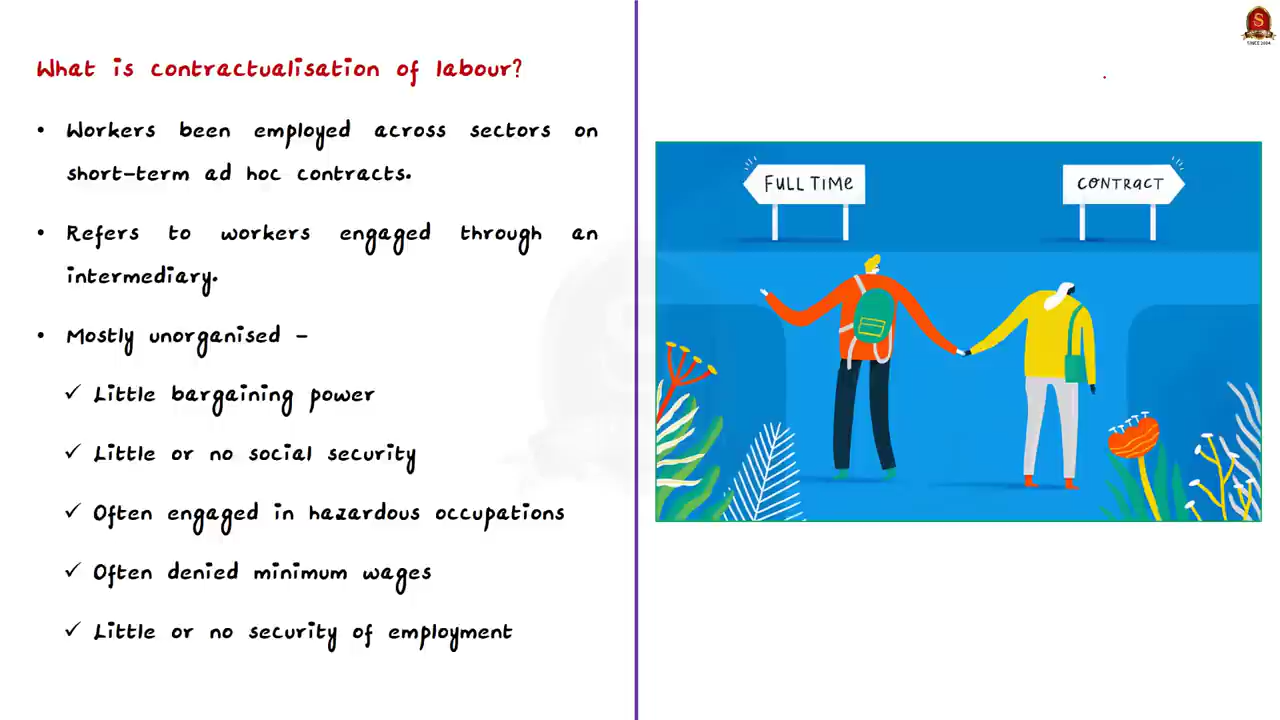 What is contractualisation of labour?
• Workers been employed across sectors on
short-term ad hoc contracts.
• Refers to workers engaged through an
intermediary.
• Mostly unorganised –
✓ Little bargaining power
✓ Little or no social security
✓ Often engaged in hazardous occupations
✓ Often denied minimum wages
✓ Little or no security of employment
S
SINCE 2004
FULL TIME
CONTRACT